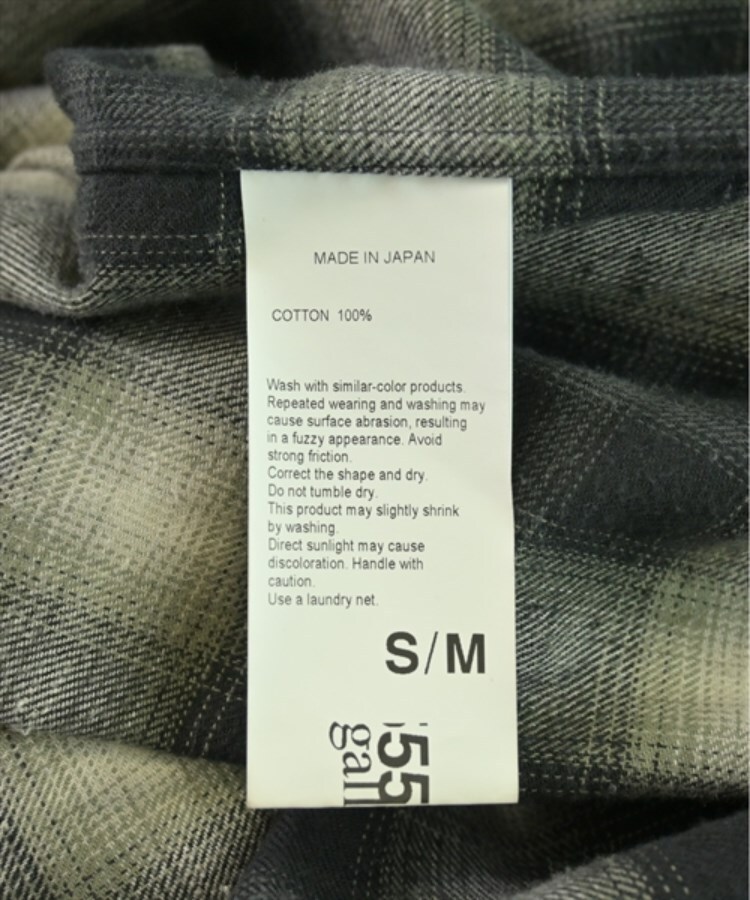 MADE IN JAPAN
COTTON 100%
Wash with similar-color products.
Repeated wearing and washing may
cause surface abrasion, resulting
in a fuzzy appearance. Avoid
strong friction.
Correct the shape and dry.
Do not tumble dry.
This product may slightly shrink
by washing.
Direct sunlight may cause
discoloration. Handle with
caution.
Use a laundry net.
S/M
55
gall